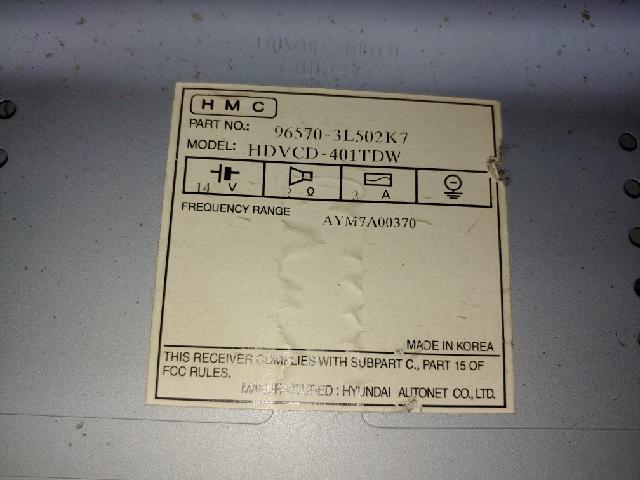 HMC
PART NO.: 96570-3L502K7
MODEL: HDVCD-401TDW
14 V 2 Ω 2 A
FREQUENCY RANGE AYM7A00370
MADE IN KOREA
THIS RECEIVER COMPLIES WITH SUBPART C., PART 15 OF
FCC RULES.
MANUFACTURED : HYUNDAI AUTONET CO., LTD.